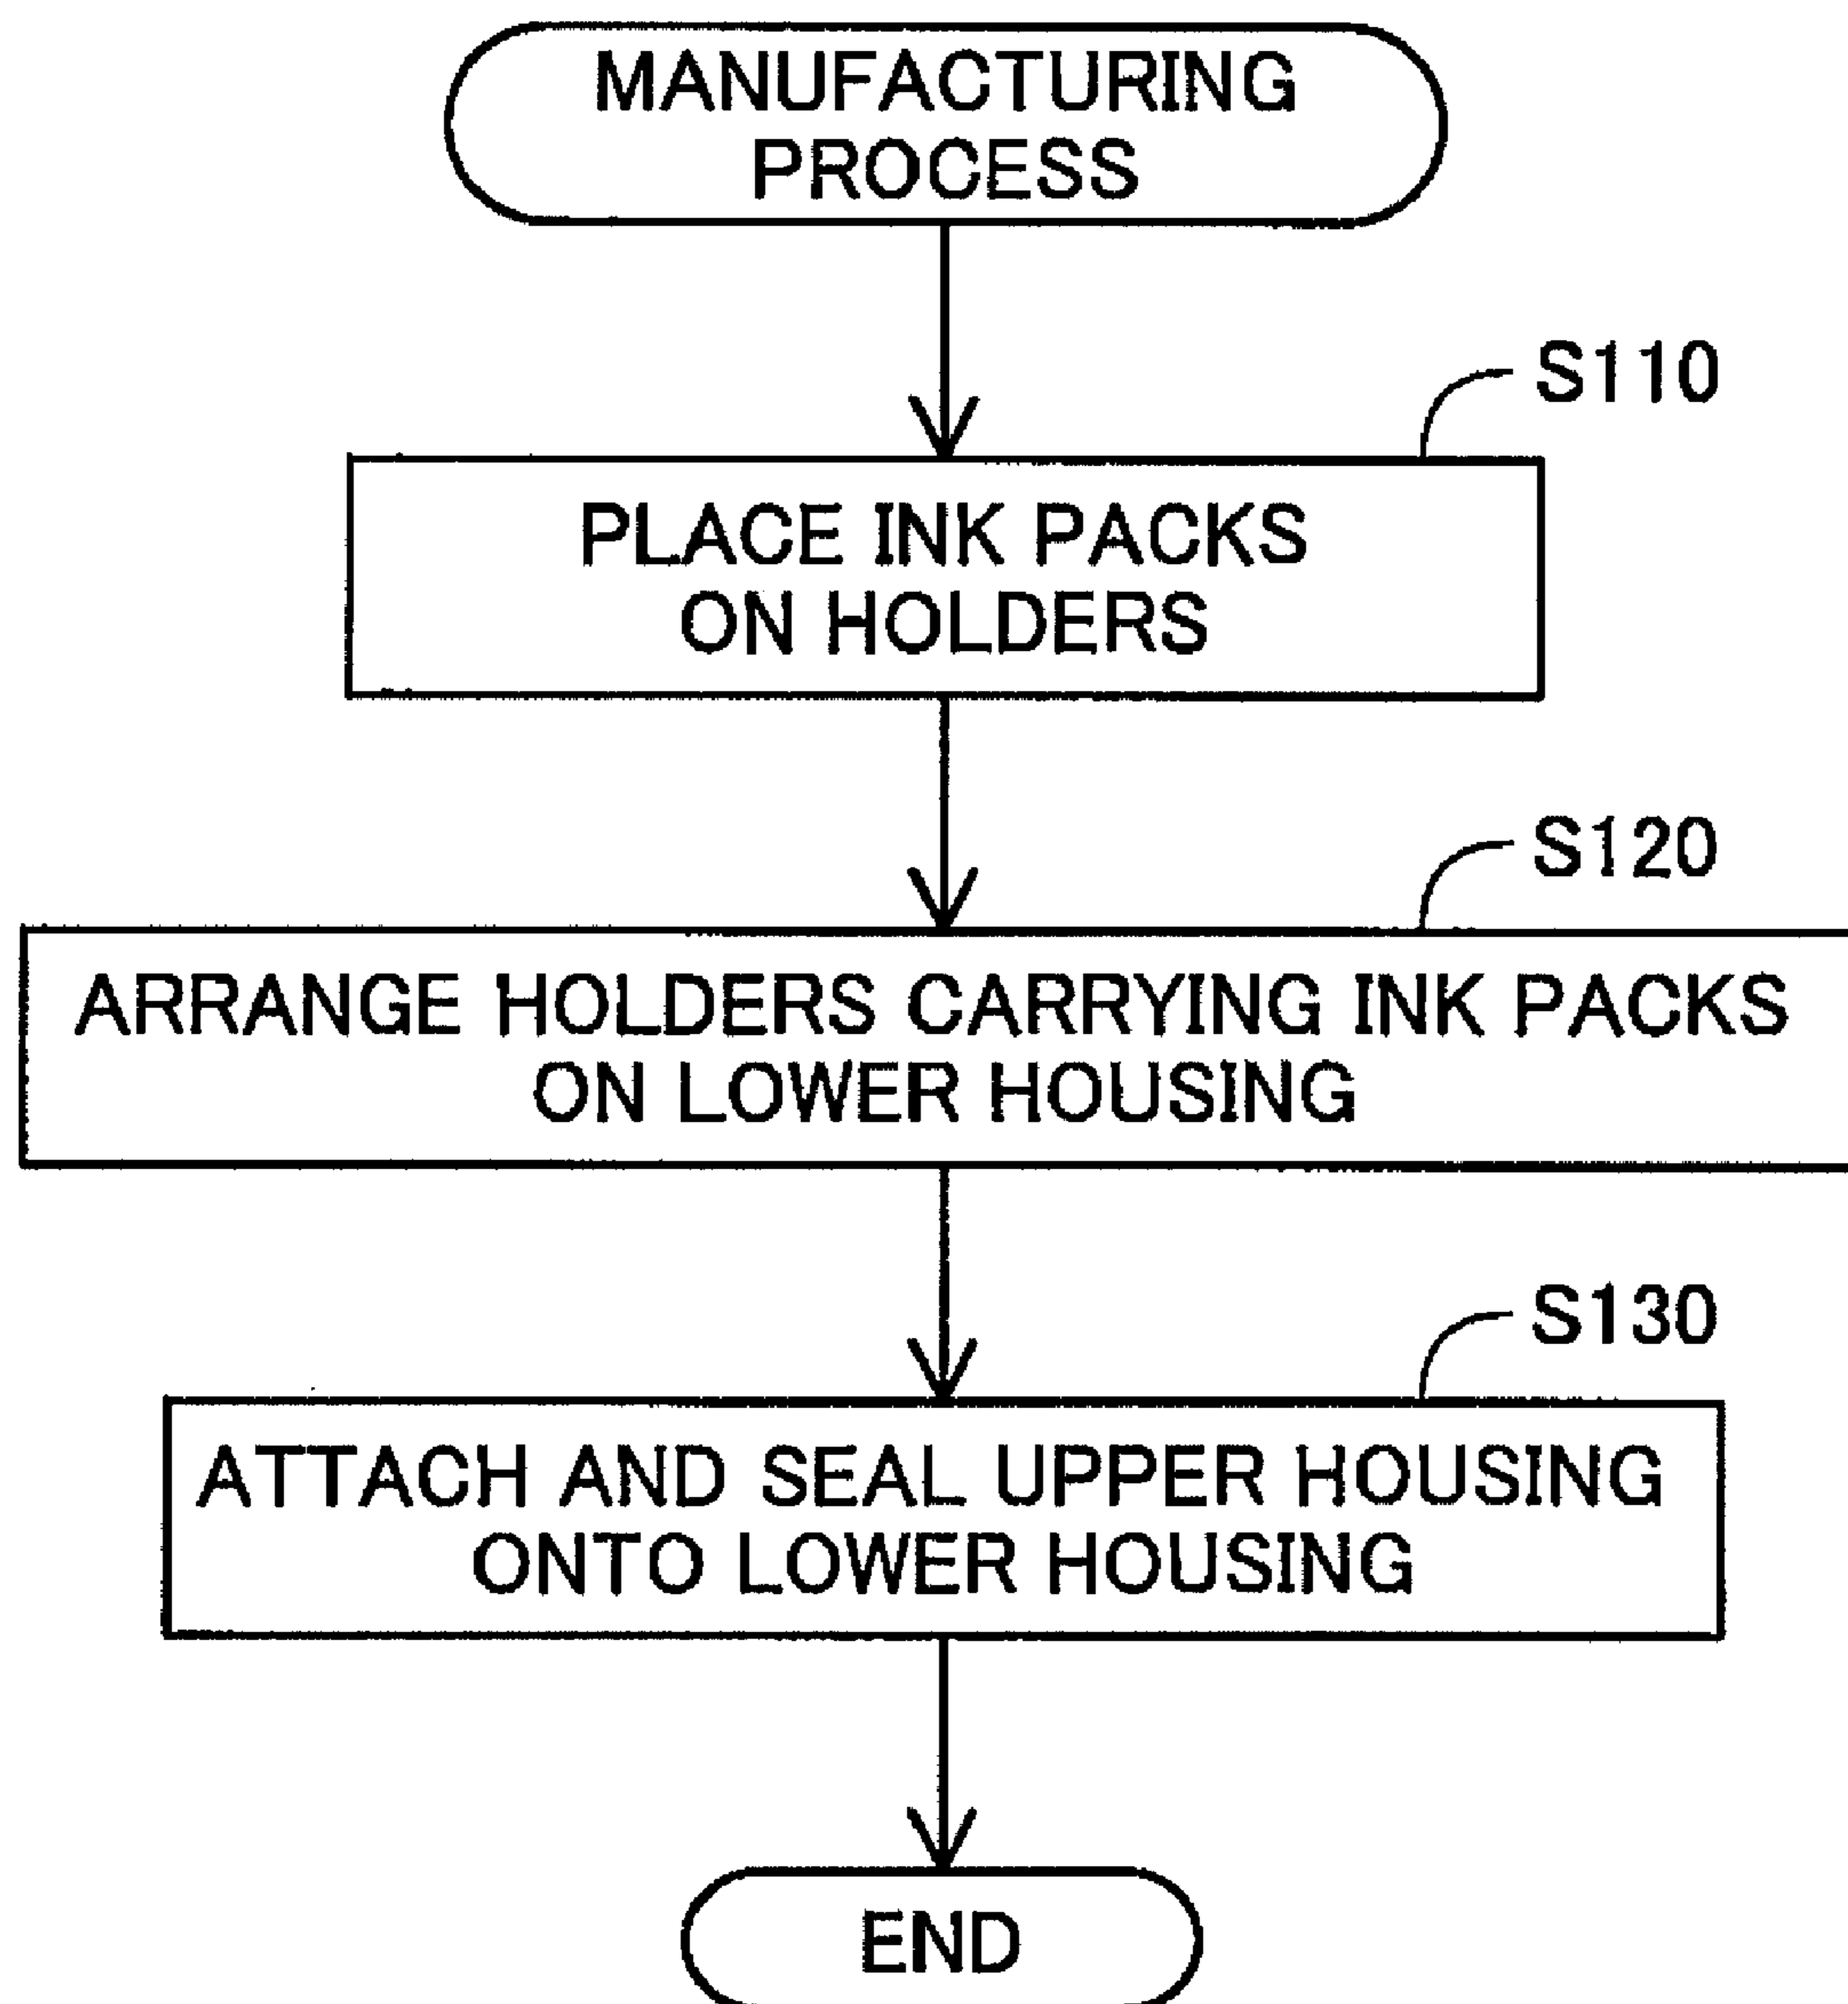 MANUFACTURING
PROCESS
S110
PLACE INK PACKS
ON HOLDERS
S120
ARRANGE HOLDERS CARRYING INK PACKS
ON LOWER HOUSING
S130
ATTACH AND SEAL UPPER HOUSING
ONTO LOWER HOUSING
END